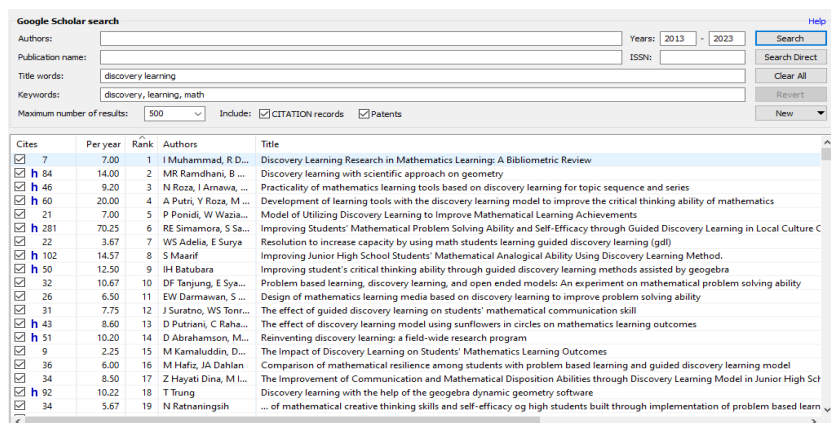 Google Scholar search Help
Authors: Years: 2013 - 2023 Search
Publication name: ISSN: Search Direct
Title words: discovery learning Clear All
Keywords: discovery, learning, math Revert
Maximum number of results: 500 Include: CITATION records Patents New
Cites Per year Rank Authors Title
7 7.00 1 I Muhammad, R D... Discovery Learning Research in Mathematics Learning: A Bibliometric Review
h 84 14.00 2 MR Ramdhani, B ... Discovery learning with scientific approach on geometry
h 46 9.20 3 N Roza, I Arnawa, ... Practicality of mathematics learning tools based on discovery learning for topic sequence and series
h 60 20.00 4 A Putri, Y Roza, M ... Development of learning tools with the discovery learning model to improve the critical thinking ability of mathematics
21 7.00 5 P Ponidi, W Wazia... Model of Utilizing Discovery Learning to Improve Mathematical Learning Achievements
h 281 70.25 6 RE Simamora, S Sa... Improving Students' Mathematical Problem Solving Ability and Self-Efficacy through Guided Discovery Learning in Local Culture C
22 3.67 7 WS Adelia, E Surya Resolution to increase capacity by using math students learning guided discovery learning (gdl)
h 102 14.57 8 S Maarif Improving Junior High School Students' Mathematical Analogical Ability Using Discovery Learning Method.
h 50 12.50 9 IH Batubara Improving student's critical thinking ability through guided discovery learning methods assisted by geogebra
32 10.67 10 DF Tanjung, E Sya... Problem based learning, discovery learning, and open ended models: An experiment on mathematical problem solving ability
26 6.50 11 EW Darmawan, S ... Design of mathematics learning media based on discovery learning to improve problem solving ability
31 7.75 12 J Suratno, WS Tonr... The effect of guided discovery learning on students' mathematical communication skill
h 43 8.60 13 D Putriani, C Raha... The effect of discovery learning model using sunflowers in circles on mathematics learning outcomes
h 51 10.20 14 D Abrahamson, M... Reinventing discovery learning: a field-wide research program
9 2.25 15 M Kamaluddin, D... The Impact of Discovery Learning on Students' Mathematics Learning Outcomes
36 6.00 16 M Hafiz, JA Dahlan Comparison of mathematical resilience among students with problem based learning and guided discovery learning model
34 8.50 17 Z Hayati Dina, M I... The Improvement of Communication and Mathematical Disposition Abilities through Discovery Learning Model in Junior High Sch
h 92 10.22 18 T Trung Discovery learning with the help of the geogebra dynamic geometry software
34 5.67 19 N Ratnaningsih ... of mathematical creative thinking skills and self-efficacy og high students built through implementation of problem based learn